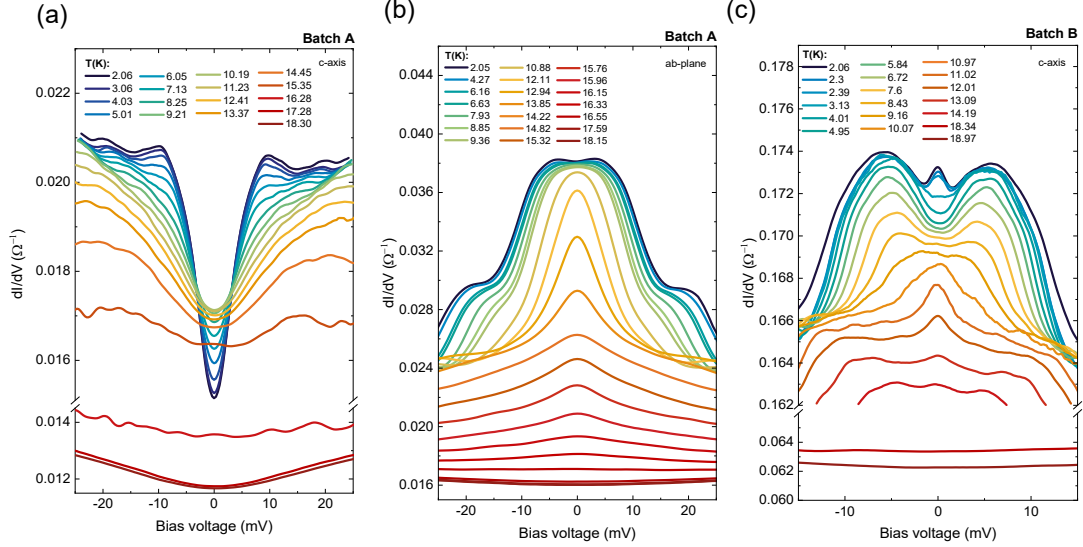 (a)
Batch A
T(K):
c-axis
2.06 6.05 10.19 14.45
3.06 7.13 11.23 15.35
4.03 8.25 12.41 16.28
5.01 9.21 13.37 17.28
18.30
0.022
0.020
0.018
0.016
0.014
0.012
dI/dV (Ω⁻¹)
-20 -10 0 10 20
Bias voltage (mV)
(b)
Batch A
T(K):
ab-plane
2.05 10.88 15.76
4.27 12.11 15.96
6.16 12.94 16.15
6.63 13.85 16.33
7.93 14.22 16.55
8.85 14.82 17.59
9.36 15.32 18.15
0.044
0.040
0.036
0.032
0.028
0.024
0.020
0.016
dI/dV (Ω⁻¹)
-20 -10 0 10 20
Bias voltage (mV)
(c)
Batch B
T(K):
c-axis
2.06 5.84 10.97
2.3 6.72 11.02
2.39 7.6 12.01
3.13 8.43 13.09
4.01 9.16 14.19
4.95 10.07 18.34
18.97
0.178
0.176
0.174
0.172
0.170
0.168
0.166
0.164
0.162
0.064
0.062
0.060
dI/dV (Ω⁻¹)
-10 0 10
Bias voltage (mV)